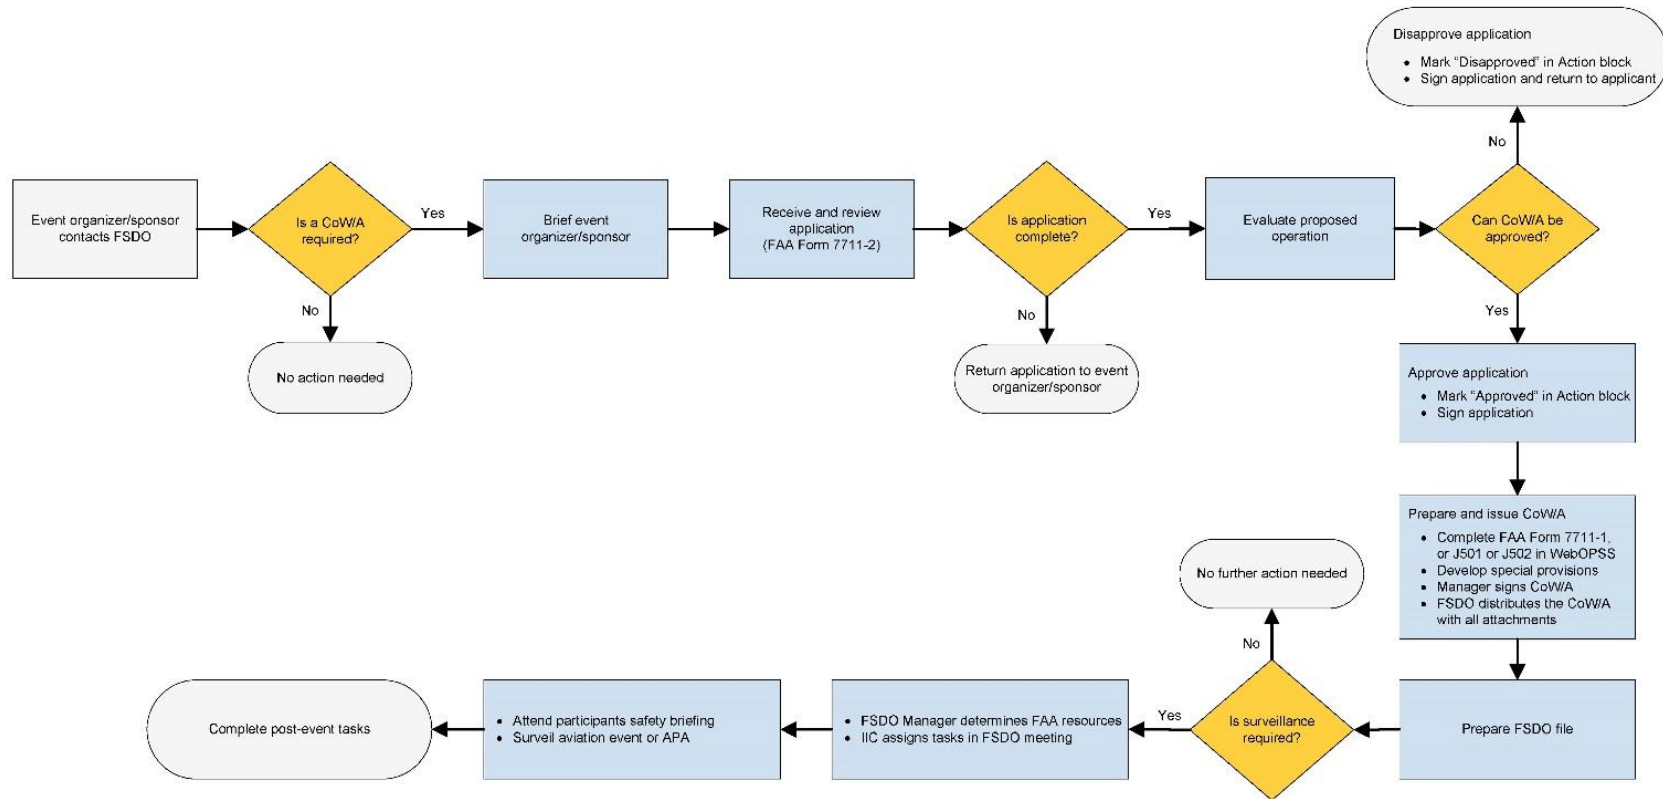 Disapprove application
• Mark “Disapproved” in Action block
• Sign application and return to applicant
No
Event organizer/sponsor
contacts FSDO
Is a CoW/A
required?
Yes
Brief event
organizer/sponsor
Receive and review
application
(FAA Form 7711-2)
Is application
complete?
Yes
Evaluate proposed
operation
Can CoW/A be
approved?
No
No action needed
No
Return application to event
organizer/sponsor
Yes
Approve application
• Mark “Approved” in Action block
• Sign application
Prepare and issue CoW/A
• Complete FAA Form 7711-1,
or J501 or J502 in WebOPSS
• Develop special provisions
• Manager signs CoW/A
• FSDO distributes the CoW/A
with all attachments
Prepare FSDO file
Is surveillance
required?
No
No further action needed
Yes
• FSDO Manager determines FAA resources
• IIC assigns tasks in FSDO meeting
• Attend participants safety briefing
• Surveil aviation event or APA
Complete post-event tasks